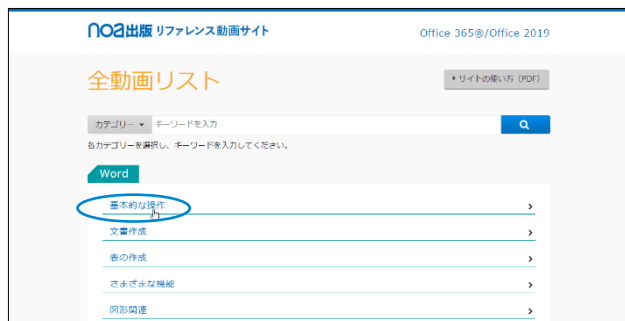 noa出版 リファレンス動画サイト
Office 365®/Office 2019
全動画リスト
サイトの使い方 (PDF)
カテゴリー キーワードを入力
各カテゴリーを選択し、キーワードを入力してください。
Word
基本的な操作
文書作成
表の作成
さまざまな機能
図形関連